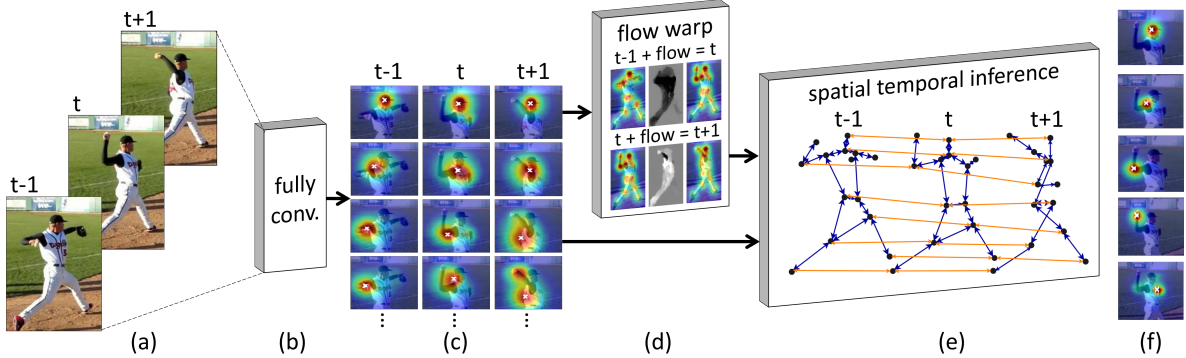 t+1
t
t-1
fully
conv.
t-1 t t+1
flow warp
t-1 + flow = t
t + flow = t+1
spatial temporal inference
t-1 t t+1
(a) (b) (c) (d) (e) (f)